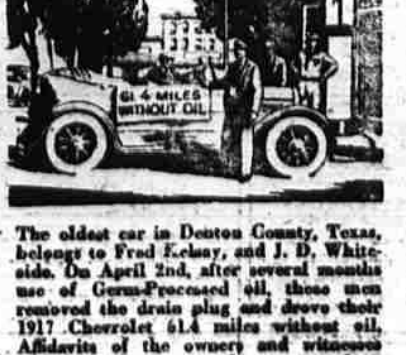 61.4 MILES
WITHOUT OIL
The oldest car in Denton County, Texas,
belongs to Fred Kelsay, and J. D. White-
side. On April 2nd, after several months
use of Germ-Processed oil, these men
removed the drain plug and drove their
1917 Chevrolet 61.4 miles without oil.
Affidavits of the owners and witnesses